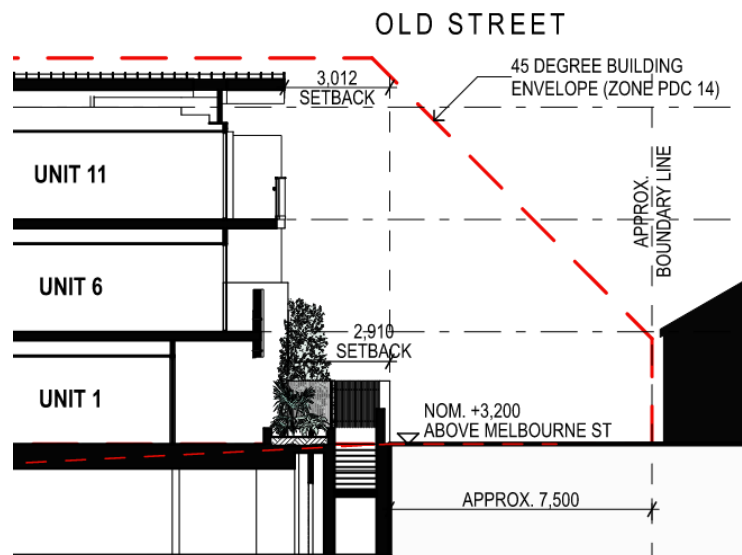 OLD STREET
3,012
SETBACK
45 DEGREE BUILDING
ENVELOPE (ZONE PDC 14)
UNIT 11
APPROX.
BOUNDARY LINE
UNIT 6
2,910
SETBACK
UNIT 1
NOM. +3,200
ABOVE MELBOURNE ST
APPROX. 7,500